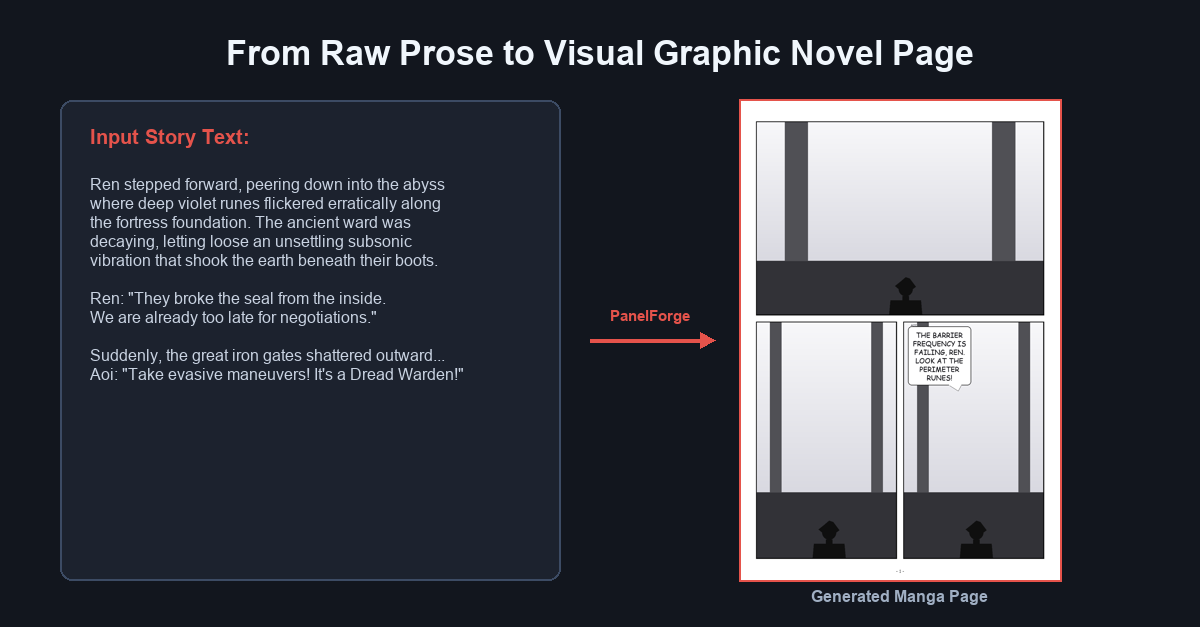 From Raw Prose to Visual Graphic Novel Page
Input Story Text:
Ren stepped forward, peering down into the abyss
where deep violet runes flickered erratically along
the fortress foundation. The ancient ward was
decaying, letting loose an unsettling subsonic
vibration that shook the earth beneath their boots.
Ren: "They broke the seal from the inside.
We are already too late for negotiations."
Suddenly, the great iron gates shattered outward...
Aoi: "Take evasive maneuvers! It's a Dread Warden!"
PanelForge
THE BARRIER
FREQUENCY IS
FAILING, REN.
LOOK AT THE
PERIMETER
RUNES!
Generated Manga Page